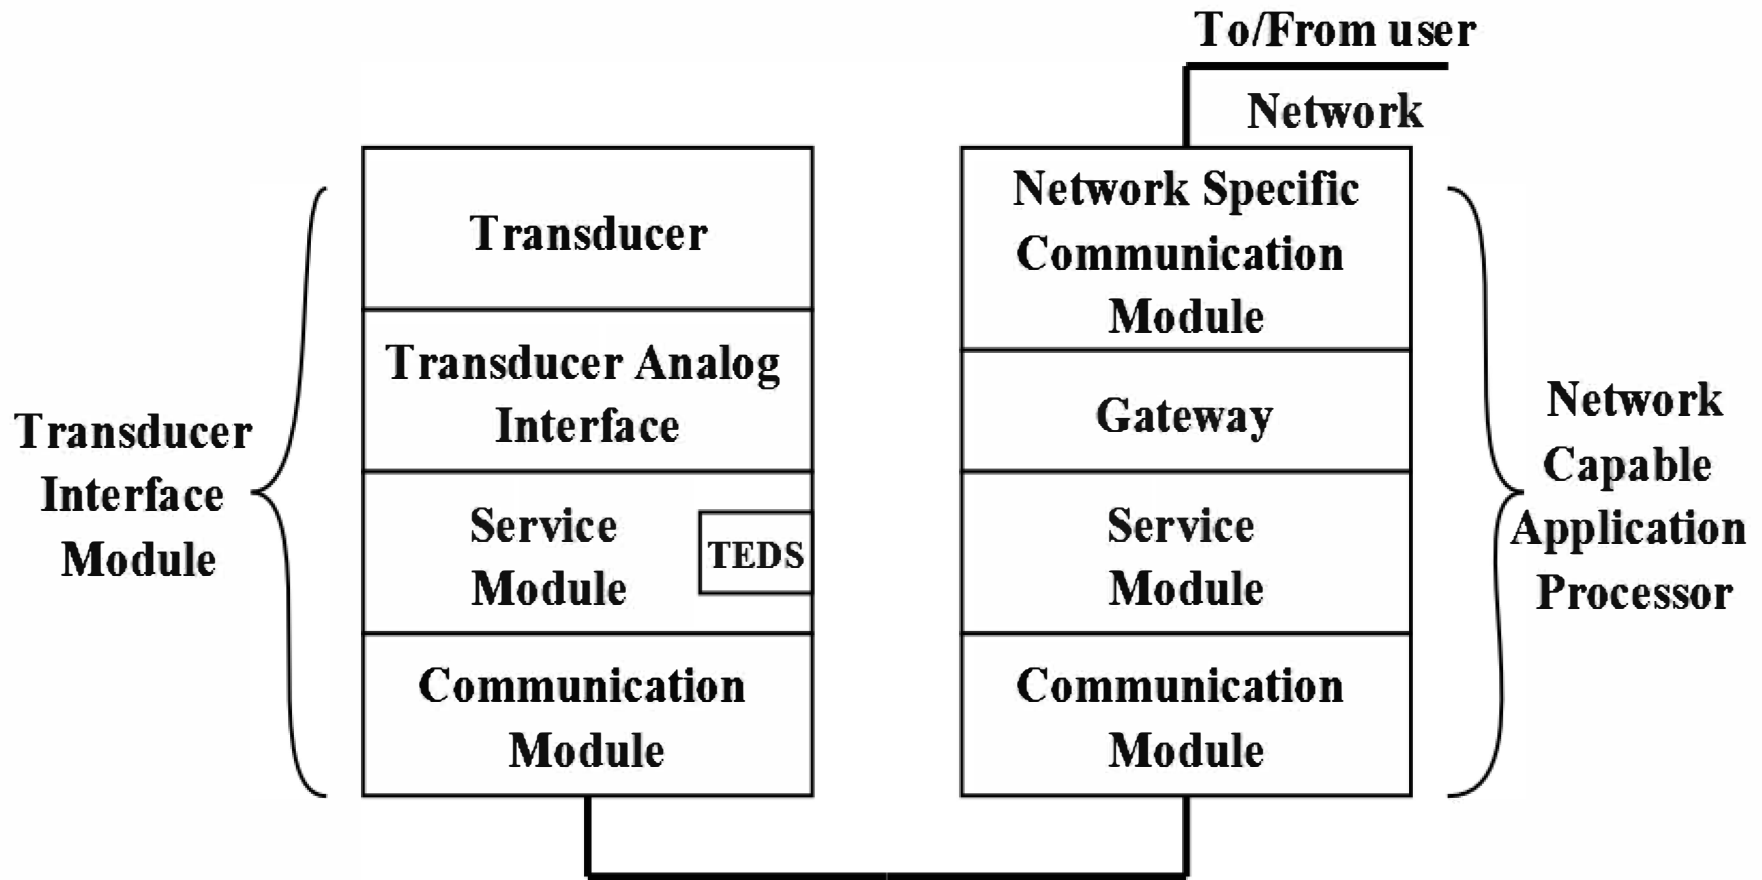 To/From user
Network
Transducer
Interface
Module
Transducer
Transducer Analog
Interface
Service
Module
TEDS
Communication
Module
Network Specific
Communication
Module
Gateway
Service
Module
Communication
Module
Network
Capable
Application
Processor